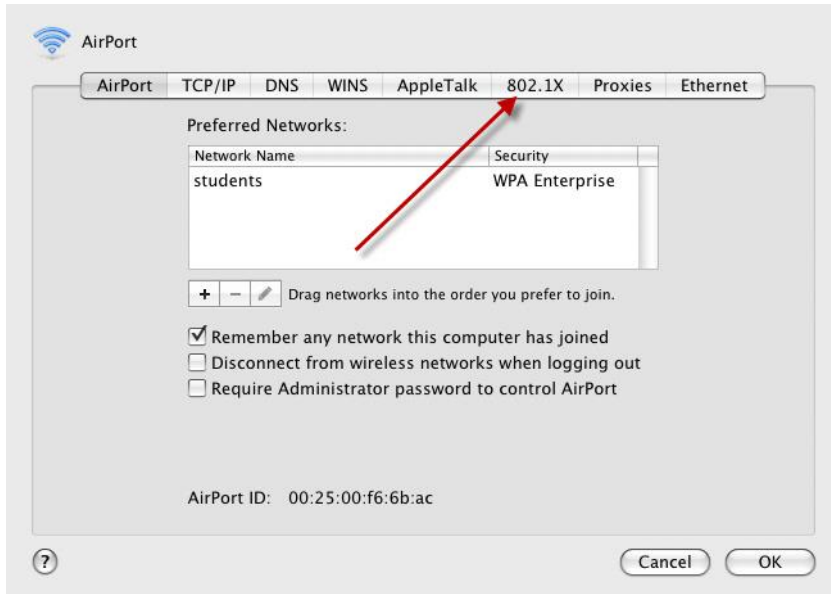 AirPort
AirPort TCP/IP DNS WINS AppleTalk 802.1X Proxies Ethernet
Preferred Networks:
Network Name Security
students WPA Enterprise
+ − Drag networks into the order you prefer to join.
Remember any network this computer has joined
Disconnect from wireless networks when logging out
Require Administrator password to control AirPort
AirPort ID: 00:25:00:f6:6b:ac
? Cancel OK